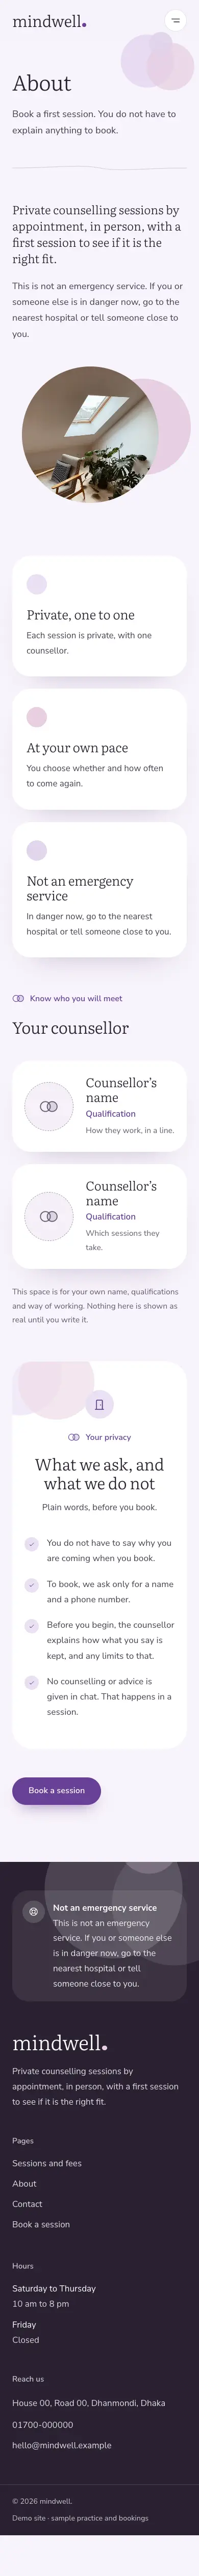 mindwell.
About
Book a first session. You do not have to
explain anything to book.
Private counselling sessions by
appointment, in person, with a
first session to see if it is the
right fit.
This is not an emergency service. If you or
someone else is in danger now, go to the
nearest hospital or tell someone close to
you.
Private, one to one
Each session is private, with one
counsellor.
At your own pace
You choose whether and how often
to come again.
Not an emergency
service
In danger now, go to the nearest
hospital or tell someone close to you.
Know who you will meet
Your counsellor
Counsellor’s
name
Qualification
How they work, in a line.
Counsellor’s
name
Qualification
Which sessions they
take.
This space is for your own name, qualifications
and way of working. Nothing here is shown as
real until you write it.
Your privacy
What we ask, and
what we do not
Plain words, before you book.
You do not have to say why you
are coming when you book.
To book, we ask only for a name
and a phone number.
Before you begin, the counsellor
explains how what you say is
kept, and any limits to that.
No counselling or advice is
given in chat. That happens in a
session.
Book a session
Not an emergency service
This is not an emergency
service. If you or someone else
is in danger now, go to the
nearest hospital or tell
someone close to you.
mindwell.
Private counselling sessions by
appointment, in person, with a first session
to see if it is the right fit.
Pages
Sessions and fees
About
Contact
Book a session
Hours
Saturday to Thursday
10 am to 8 pm
Friday
Closed
Reach us
House 00, Road 00, Dhanmondi, Dhaka
01700-000000
hello@mindwell.example
© 2026 mindwell.
Demo site · sample practice and bookings